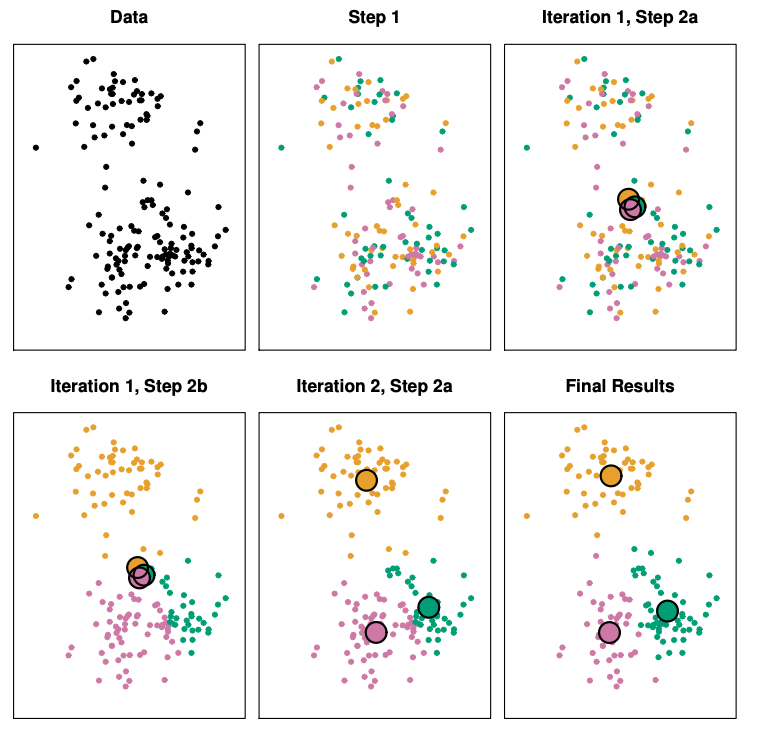 Data
Step 1
Iteration 1, Step 2a
Iteration 1, Step 2b
Iteration 2, Step 2a
Final Results